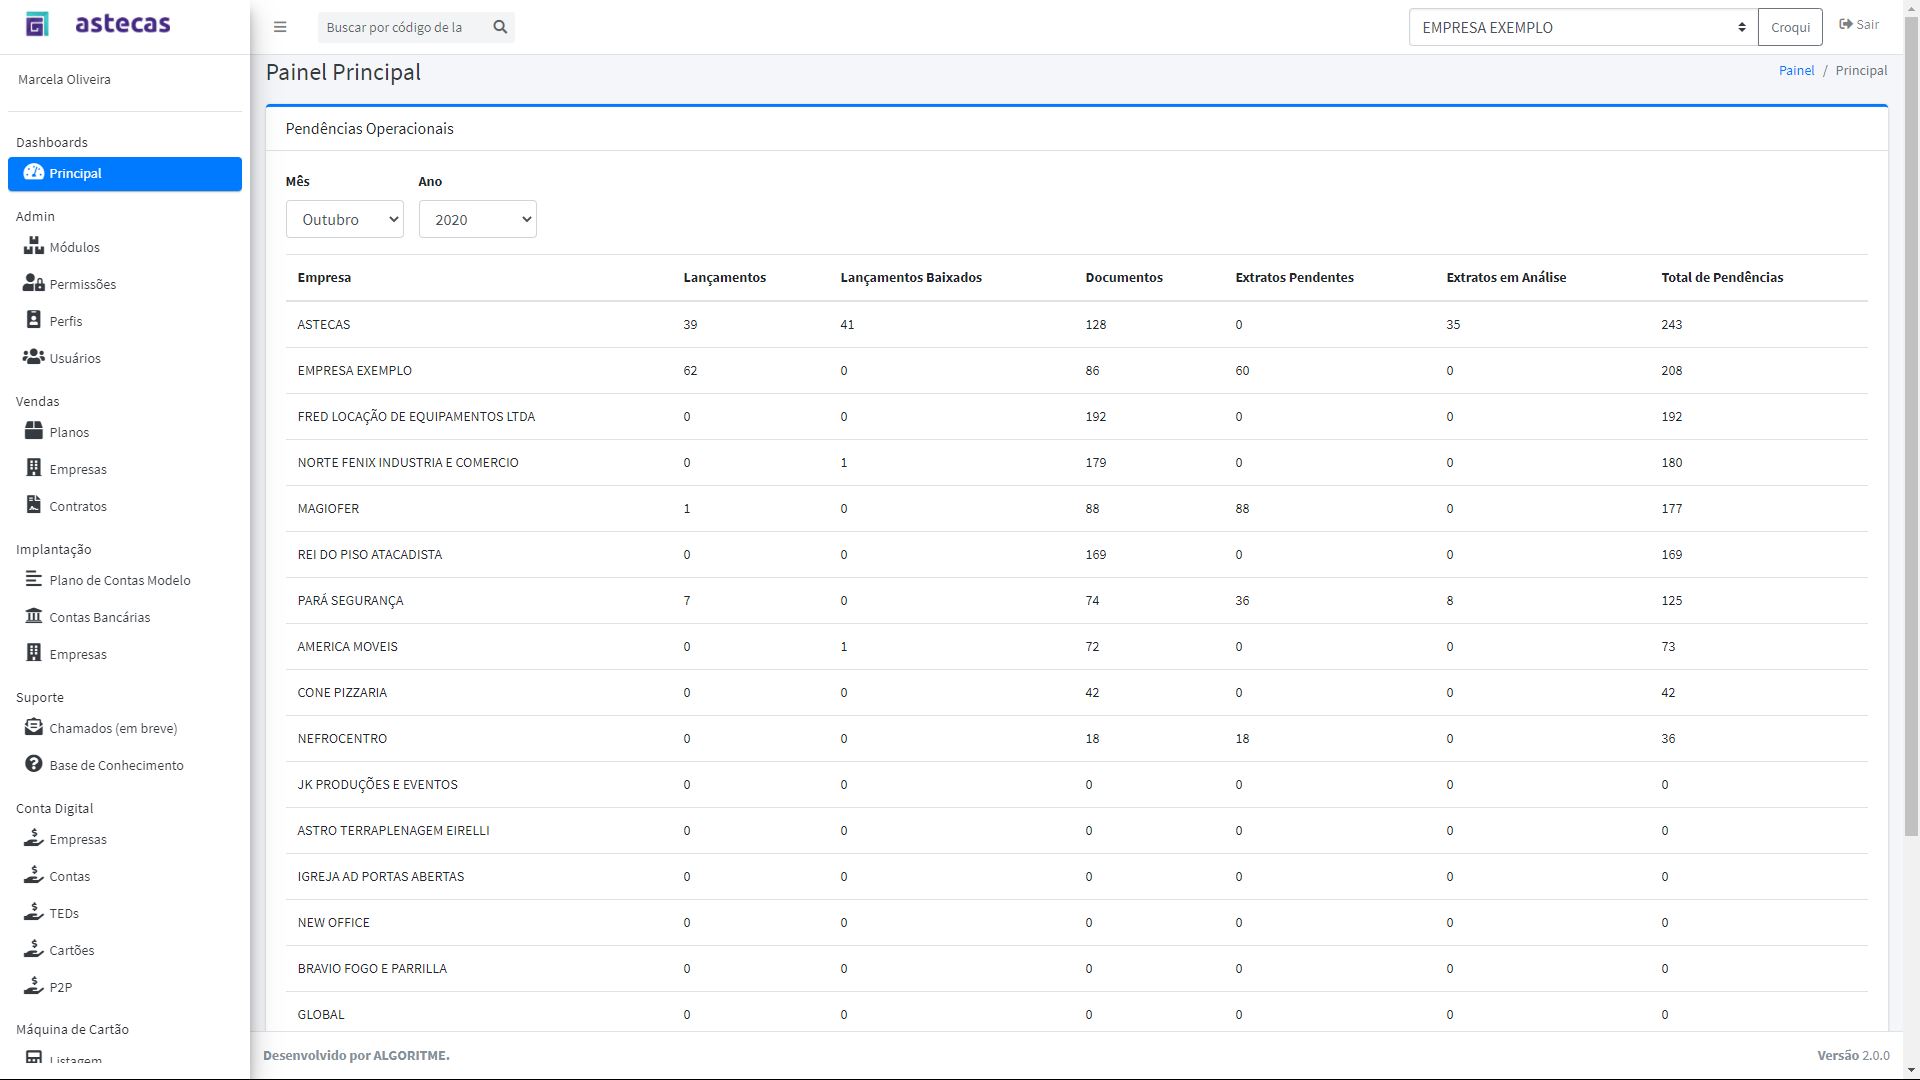 astecas
Buscar por código de la
EMPRESA EXEMPLO
Croqui
Sair
Marcela Oliveira
Dashboards
Principal
Admin
Módulos
Permissões
Perfis
Usuários
Vendas
Planos
Empresas
Contratos
Implantação
Plano de Contas Modelo
Contas Bancárias
Empresas
Suporte
Chamados (em breve)
Base de Conhecimento
Conta Digital
Empresas
Contas
TEDs
Cartões
P2P
Máquina de Cartão
Listagem
Painel Principal
Painel / Principal
Pendências Operacionais
Mês Ano
Outubro 2020
Empresa Lançamentos Lançamentos Baixados Documentos Extratos Pendentes Extratos em Análise Total de Pendências
ASTECAS 39 41 128 0 35 243
EMPRESA EXEMPLO 62 0 86 60 0 208
FRED LOCAÇÃO DE EQUIPAMENTOS LTDA 0 0 192 0 0 192
NORTE FENIX INDUSTRIA E COMERCIO 0 1 179 0 0 180
MAGIOFER 1 0 88 88 0 177
REI DO PISO ATACADISTA 0 0 169 0 0 169
PARÁ SEGURANÇA 7 0 74 36 8 125
AMERICA MOVEIS 0 1 72 0 0 73
CONE PIZZARIA 0 0 42 0 0 42
NEFROCENTRO 0 0 18 18 0 36
JK PRODUÇÕES E EVENTOS 0 0 0 0 0 0
ASTRO TERRAPLENAGEM EIRELLI 0 0 0 0 0 0
IGREJA AD PORTAS ABERTAS 0 0 0 0 0 0
NEW OFFICE 0 0 0 0 0 0
BRAVIO FOGO E PARRILLA 0 0 0 0 0 0
GLOBAL 0 0 0 0 0 0
Desenvolvido por ALGORITME.
Versão 2.0.0